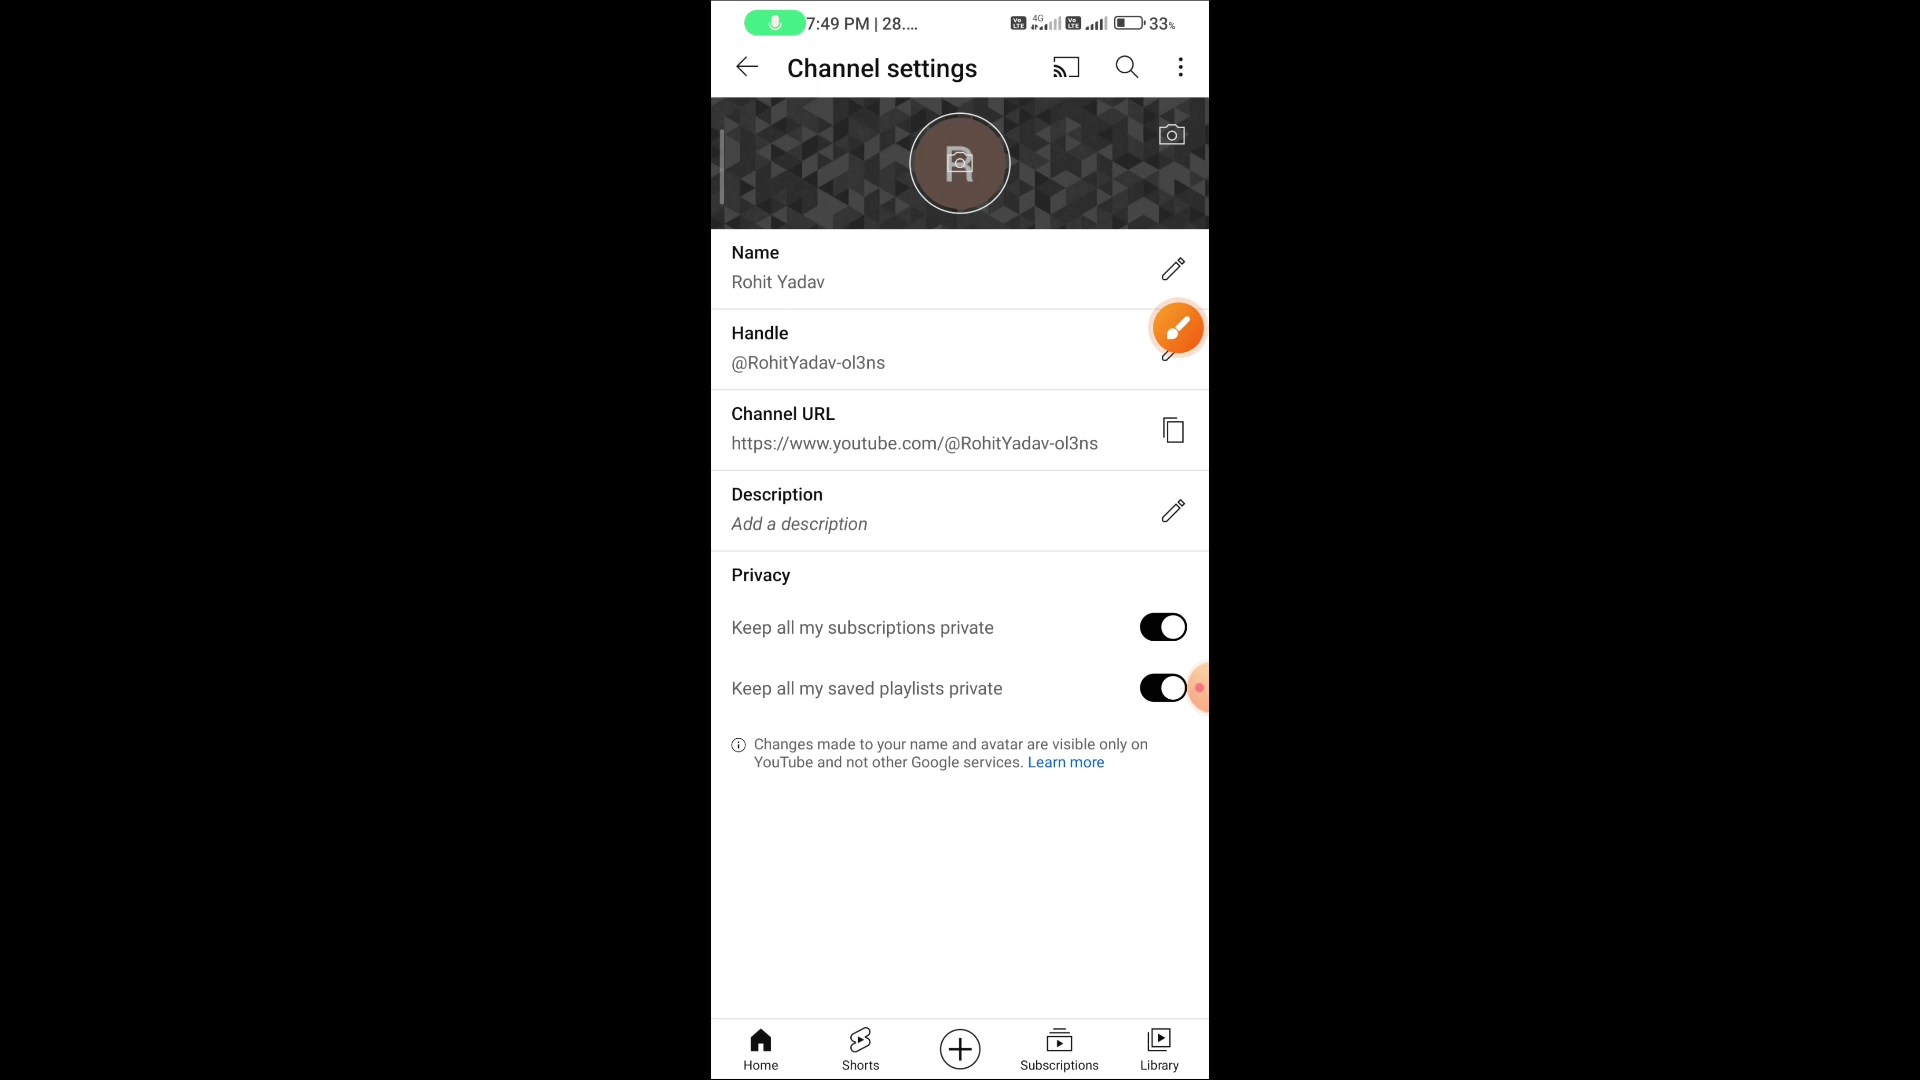 7:49 PM | 28....
4G
33%
Channel settings
R
Name
Rohit Yadav
Handle
@RohitYadav-ol3ns
Channel URL
https://www.youtube.com/@RohitYadav-ol3ns
Description
Add a description
Privacy
Keep all my subscriptions private
Keep all my saved playlists private
Changes made to your name and avatar are visible only on
YouTube and not other Google services. Learn more
Home
Shorts
Subscriptions
Library